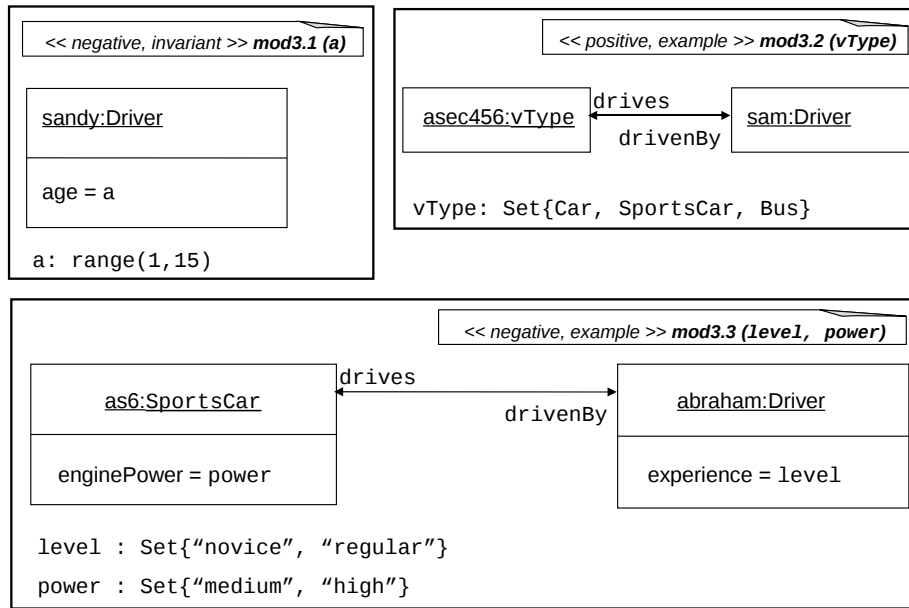 << negative, invariant >> mod3.1 (a)
sandy:Driver
age = a
a: range(1,15)
<< positive, example >> mod3.2 (vType)
asec456:vType
drives
drivenBy
sam:Driver
vType: Set{Car, SportsCar, Bus}
<< negative, example >> mod3.3 (level, power)
as6:SportsCar
enginePower = power
drives
drivenBy
abraham:Driver
experience = level
level : Set{“novice”, “regular”}
power : Set{“medium”, “high”}